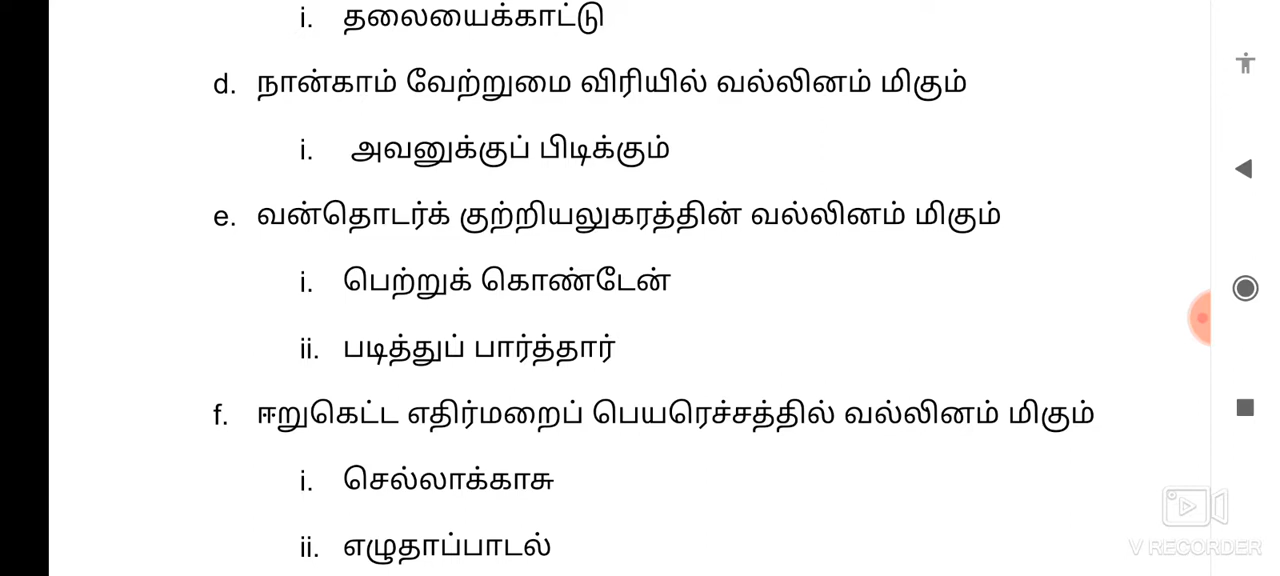 i. தலையைக்காட்டு
d. நான்காம் வேற்றுமை விரியில் வல்லினம் மிகும்
i. அவனுக்குப் பிடிக்கும்
e. வன்தொடர்க் குற்றியலுகரத்தின் வல்லினம் மிகும்
i. பெற்றுக் கொண்டேன்
ii. படித்துப் பார்த்தார்
f. ஈறுகெட்ட எதிர்மறைப் பெயரெச்சத்தில் வல்லினம் மிகும்
i. செல்லாக்காசு
ii. எழுதாப்பாடல்
V RECORDER